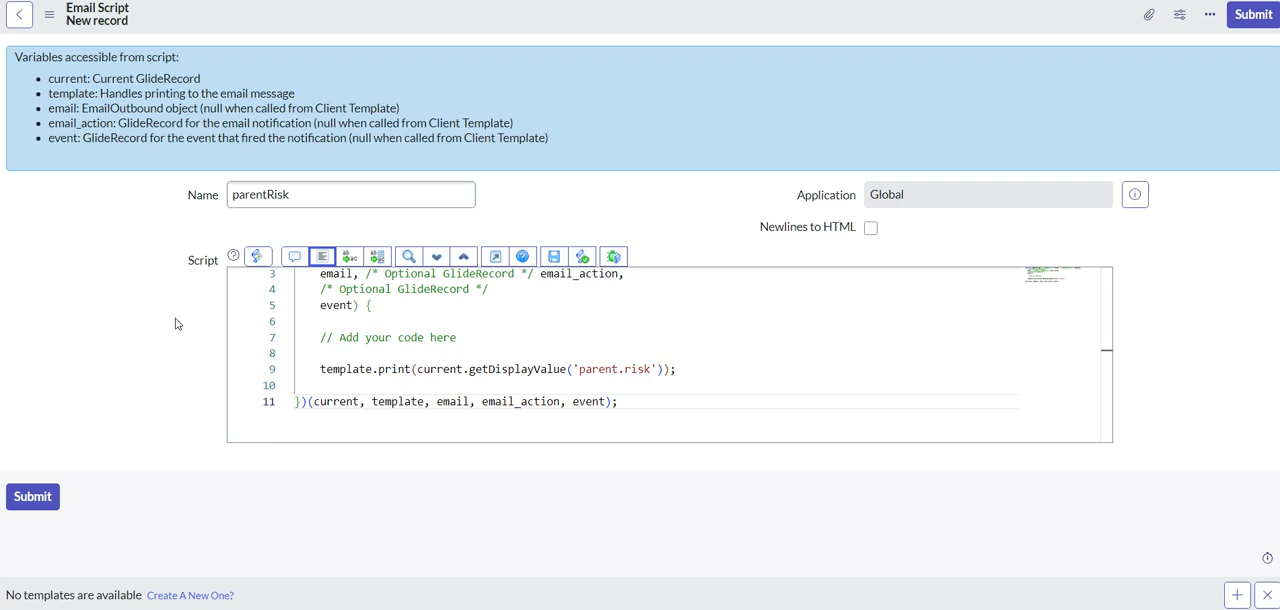 Email Script
New record
Submit
Variables accessible from script:
• current: Current GlideRecord
• template: Handles printing to the email message
• email: EmailOutbound object (null when called from Client Template)
• email_action: GlideRecord for the email notification (null when called from Client Template)
• event: GlideRecord for the event that fired the notification (null when called from Client Template)
Name parentRisk
Application Global
Newlines to HTML
Script
3 email, /* Optional GlideRecord */ email_action,
4 /* Optional GlideRecord */
5 event) {
6
7 // Add your code here
8
9 template.print(current.getDisplayValue('parent.risk'));
10
11 })(current, template, email, email_action, event);
Submit
No templates are available Create A New One?